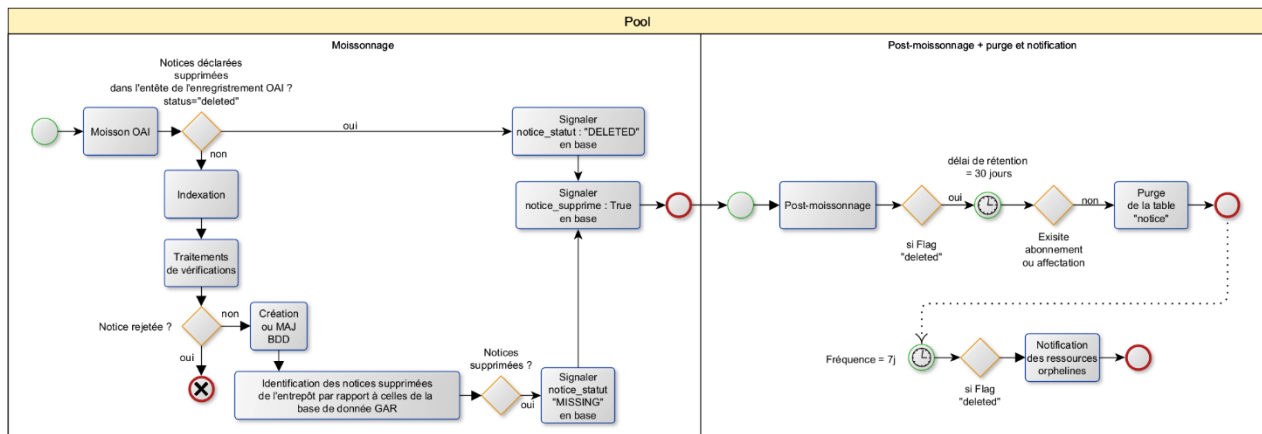 Pool
Moissonnage
Post-moissonnage + purge et notification
Notices déclarées
supprimées
dans l'entête de l'enregristrement OAI ?
status="deleted"
Moisson OAI
oui
non
Signaler
notice_statut : "DELETED"
en base
Indexation
Signaler
notice_supprime : True
en base
Traitements
de vérifications
Notice rejetée ?
non
oui
Création
ou MAJ
BDD
Identification des notices supprimées
de l'entrepôt par rapport à celles de la
base de donnée GAR
Notices
supprimées ?
oui
Signaler
notice_statut
"MISSING"
en base
Post-moissonnage
si Flag
"deleted"
oui
délai de rétention
= 30 jours
Exisite
abonnement
ou affectation
non
Purge
de la table
"notice"
Fréquence = 7j
si Flag
"deleted"
Notification
des ressources
orphelines